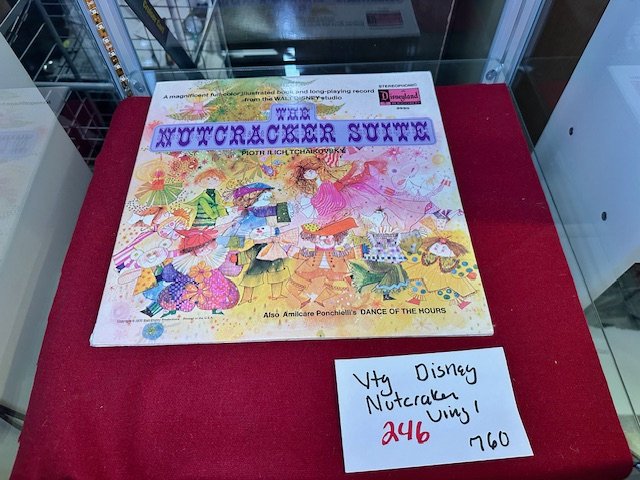 A magnificent full-color illustrated book and long-playing record
from the WALT DISNEY studio
STEREOPHONIC
Disneyland
THE
NUTCRACKER SUITE
PIOTR ILICH TCHAIKOVSKY
Also Amilcare Ponchielli's DANCE OF THE HOURS
Vtg Disney
Nutcraker
Vinyl
246
760